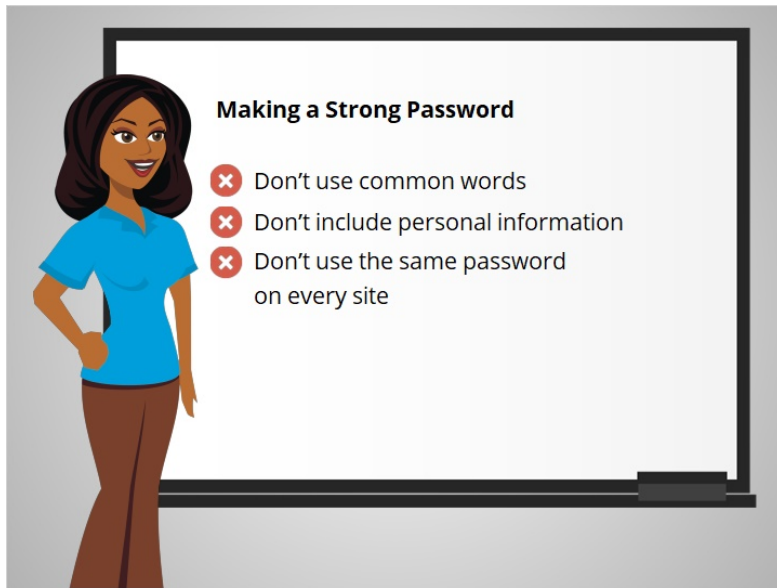 Making a Strong Password
Don’t use common words
Don’t include personal information
Don’t use the same password
on every site